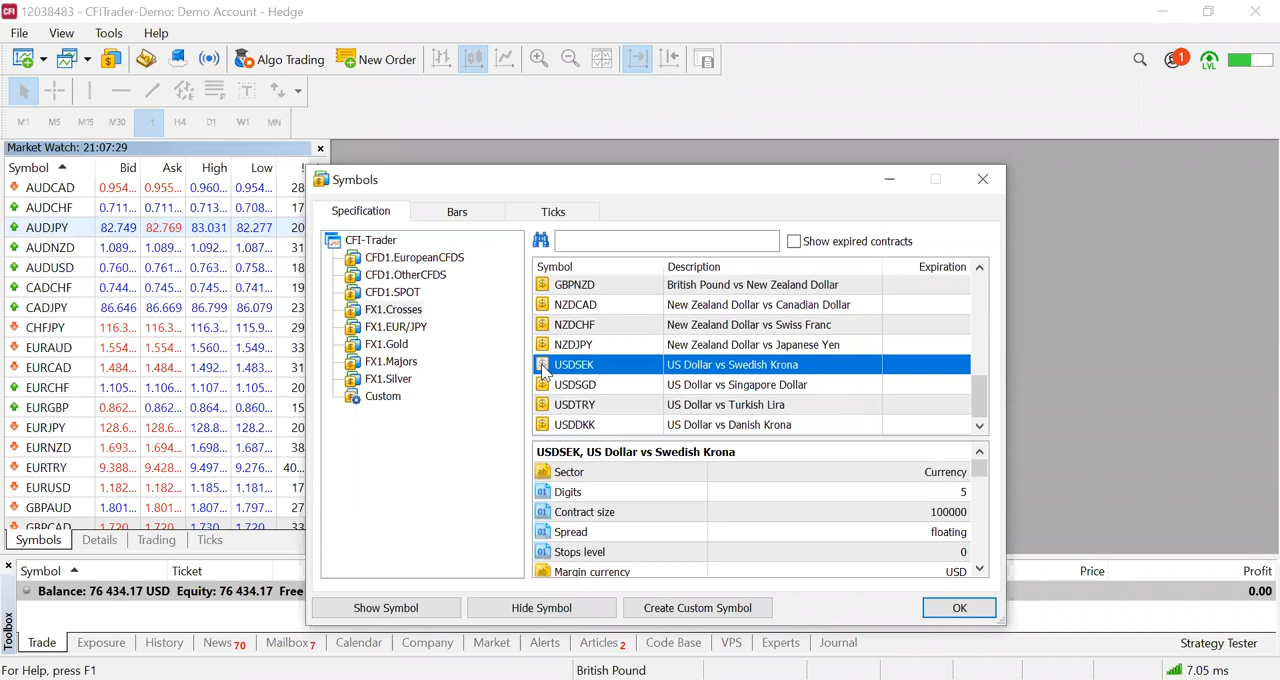 CFI 12038483 - CFITrader-Demo: Demo Account - Hedge
File View Tools Help
Algo Trading New Order 1 LVL
M1 M5 M15 M30 H4 D1 W1 MN
Market Watch: 21:07:29
Symbol Bid Ask High Low
AUDCAD 0.954... 0.955... 0.960... 0.954... 28
AUDCHF 0.711... 0.711... 0.713... 0.708... 17
AUDJPY 82.749 82.769 83.031 82.277 20
AUDNZD 1.089... 1.089... 1.092... 1.087... 31
AUDUSD 0.760... 0.761... 0.763... 0.758... 18
CADCHF 0.744... 0.745... 0.745... 0.741... 19
CADJPY 86.646 86.669 86.799 86.079 23
CHFJPY 116.3... 116.3... 116.3... 115.9... 29
EURAUD 1.554... 1.554... 1.560... 1.549... 33
EURCAD 1.484... 1.484... 1.492... 1.483... 31
EURCHF 1.105... 1.106... 1.107... 1.105... 20
EURGBP 0.862... 0.862... 0.864... 0.860... 15
EURJPY 128.6... 128.6... 128.8... 128.2... 20
EURNZD 1.693... 1.694... 1.698... 1.687... 38
EURTRY 9.388... 9.428... 9.497... 9.276... 40...
EURUSD 1.182... 1.182... 1.185... 1.181... 17
GBPAUD 1.801... 1.801... 1.807... 1.797... 27
GBPCAD 1.720 1.720 1.730 1.720 33
Symbols Details Trading Ticks
Symbols
Specification Bars Ticks
CFI-Trader
CFD1.EuropeanCFDS
CFD1.OtherCFDS
CFD1.SPOT
FX1.Crosses
FX1.EUR/JPY
FX1.Gold
FX1.Majors
FX1.Silver
Custom
Show expired contracts
Symbol Description Expiration
GBPNZD British Pound vs New Zealand Dollar
NZDCAD New Zealand Dollar vs Canadian Dollar
NZDCHF New Zealand Dollar vs Swiss Franc
NZDJPY New Zealand Dollar vs Japanese Yen
USDSEK US Dollar vs Swedish Krona
USDSGD US Dollar vs Singapore Dollar
USDTRY US Dollar vs Turkish Lira
USDDKK US Dollar vs Danish Krona
USDSEK, US Dollar vs Swedish Krona
Sector Currency
Digits 5
Contract size 100000
Spread floating
Stops level 0
Margin currency USD
Show Symbol Hide Symbol Create Custom Symbol OK
Symbol Ticket Price Profit
Balance: 76 434.17 USD Equity: 76 434.17 Free 0.00
Toolbox
Trade Exposure History News 70 Mailbox 7 Calendar Company Market Alerts Articles 2 Code Base VPS Experts Journal Strategy Tester
For Help, press F1 British Pound 7.05 ms